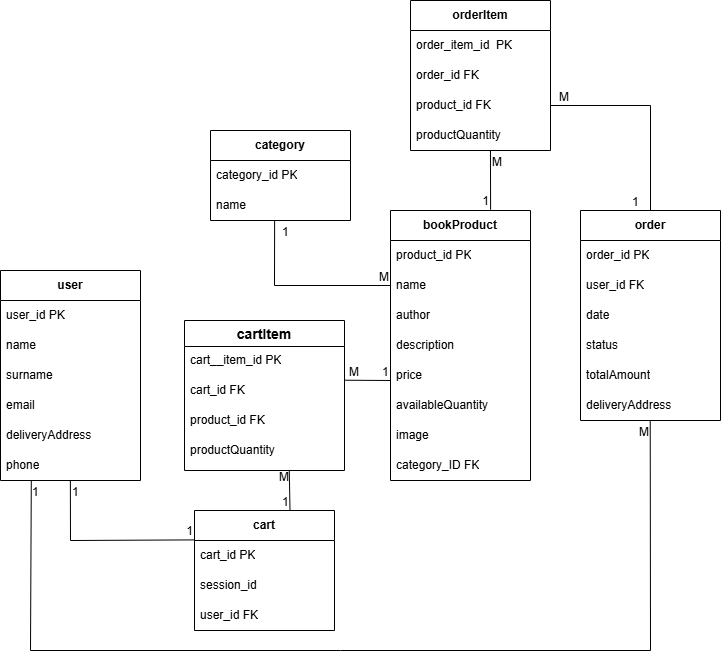 orderItem
order_item_id PK
order_id FK
product_id FK
productQuantity
M
M
1
1
category
category_id PK
name
1
M
bookProduct
product_id PK
name
author
description
price
availableQuantity
image
category_ID FK
order
order_id PK
user_id FK
date
status
totalAmount
deliveryAddress
M
user
user_id PK
name
surname
email
deliveryAddress
phone
1
1
cartItem
cart__item_id PK
cart_id FK
product_id FK
productQuantity
M
1
M
1
1
cart
cart_id PK
session_id
user_id FK